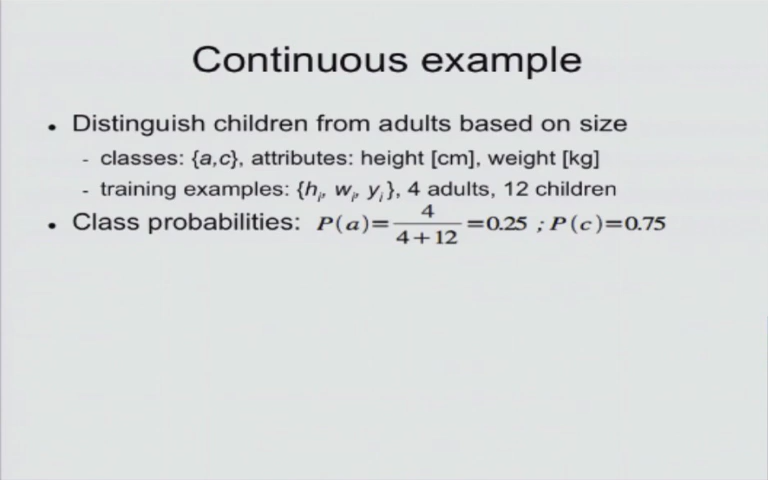 Continuous example
• Distinguish children from adults based on size
- classes: {a,c}, attributes: height [cm], weight [kg]
- training examples: {hᵢ, wᵢ, yᵢ}, 4 adults, 12 children
• Class probabilities: P(a)=4/(4+12)=0.25 ; P(c)=0.75